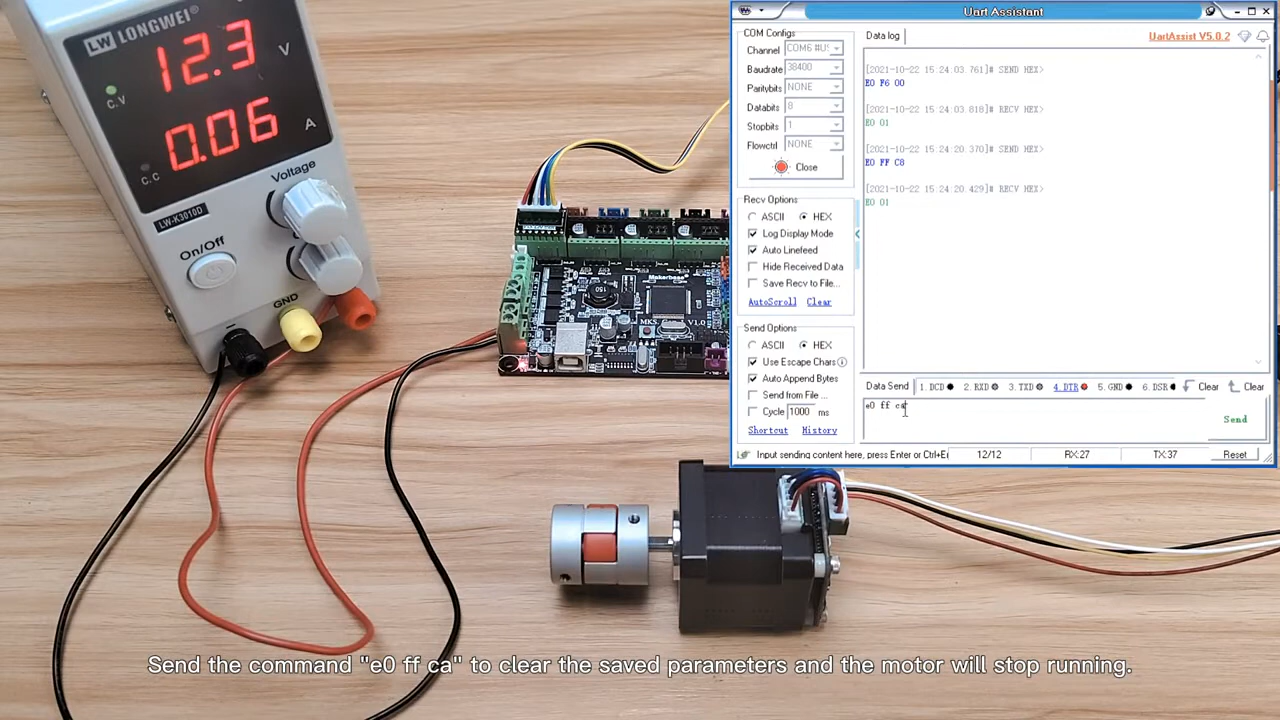 LW LONGWEI
12.3 V
C.V
0.06 A
C.C
Voltage
LW-K3010D
On/Off
GND
Makerbase
150
MKS Gen_L V1.0
Uart Assistant
COM Configs
Channel COM6 #US
Baudrate 38400
Paritybits NONE
Databits 8
Stopbits 1
Flowctrl NONE
Close
Recv Options
ASCII HEX
Log Display Mode
Auto Linefeed
Hide Received Data
Save Recv to File...
AutoScroll Clear
Send Options
ASCII HEX
Use Escape Chars
Auto Append Bytes
Send from File ...
Cycle 1000 ms
Shortcut History
Data log UartAssist V5.0.2
[2021-10-22 15:24:03.761]# SEND HEX>
E0 F6 00
[2021-10-22 15:24:03.818]# RECV HEX>
E0 01
[2021-10-22 15:24:20.370]# SEND HEX>
E0 FF C8
[2021-10-22 15:24:20.429]# RECV HEX>
E0 01
Data Send 1.DCD 2.RXD 3.TXD 4.DTR 5.GND 6.DSR Clear Clear
e0 ff ca
Send
Input sending content here, press Enter or Ctrl+E 12/12 RX:27 TX:37 Reset
Send the command "e0 ff ca" to clear the saved parameters and the motor will stop running.